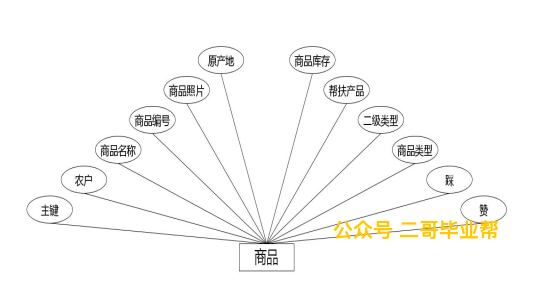 原产地 商品库存
商品照片 帮扶产品
商品编号 二级类型
商品名称 商品类型
农户 踩
主键 赞
公众号 二哥毕业帮
商品